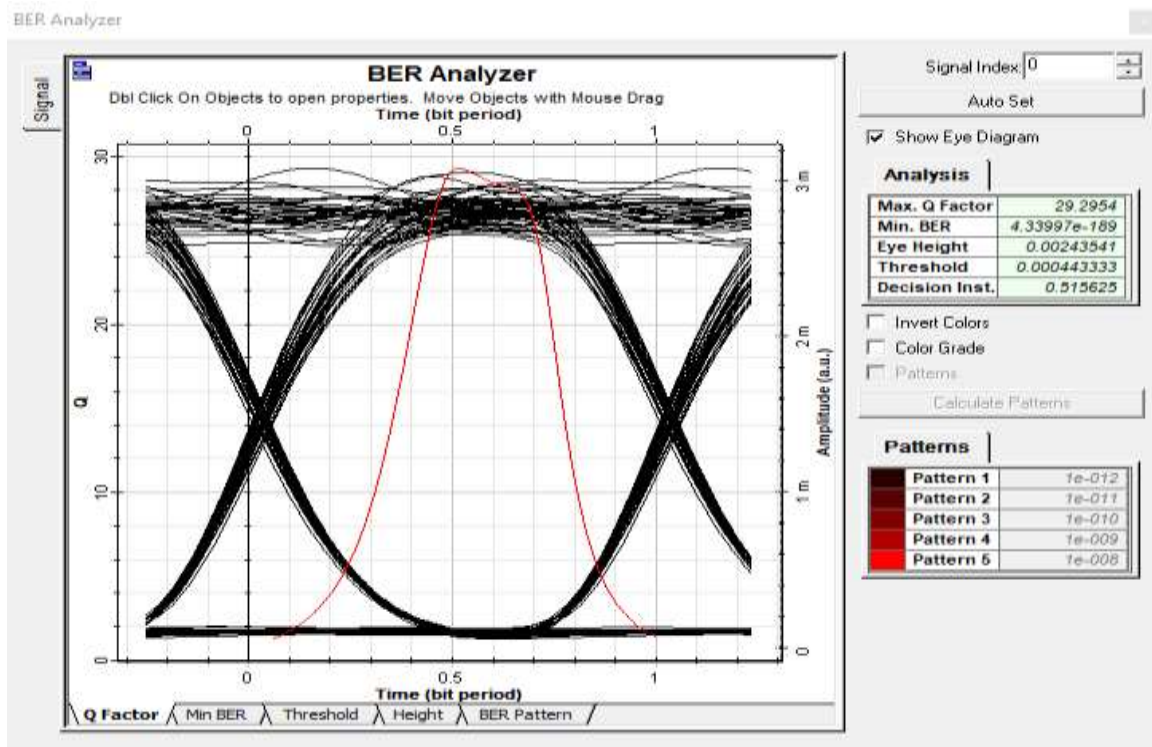 BER Analyzer
Signal
BER Analyzer
Dbl Click On Objects to open properties. Move Objects with Mouse Drag
Time (bit period)
0 0.5 1
30
20
10
0
Q
3 m
2 m
1 m
0
Amplitude (a.u.)
0 0.5 1
Time (bit period)
Q Factor Min BER Threshold Height BER Pattern
Signal Index: 0
Auto Set
Show Eye Diagram
Analysis
Max. Q Factor 29.2954
Min. BER 4.33997e-189
Eye Height 0.00243541
Threshold 0.000443333
Decision Inst. 0.515625
Invert Colors
Color Grade
Patterns
Calculate Patterns
Patterns
Pattern 1 1e-012
Pattern 2 1e-011
Pattern 3 1e-010
Pattern 4 1e-009
Pattern 5 1e-008